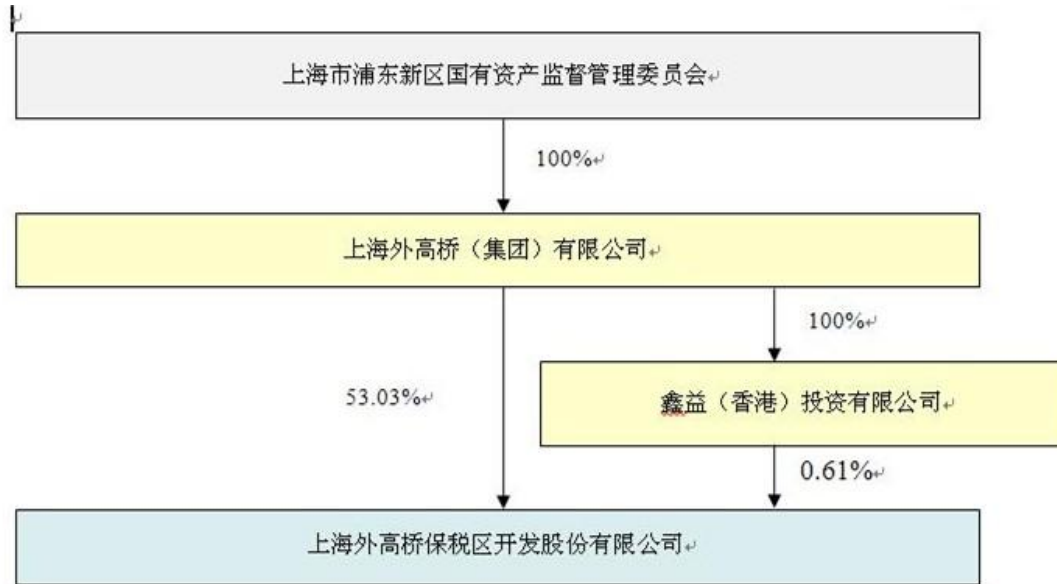 上海市浦东新区国有资产监督管理委员会
100%
上海外高桥（集团）有限公司
100%
53.03%
鑫益（香港）投资有限公司
0.61%
上海外高桥保税区开发股份有限公司